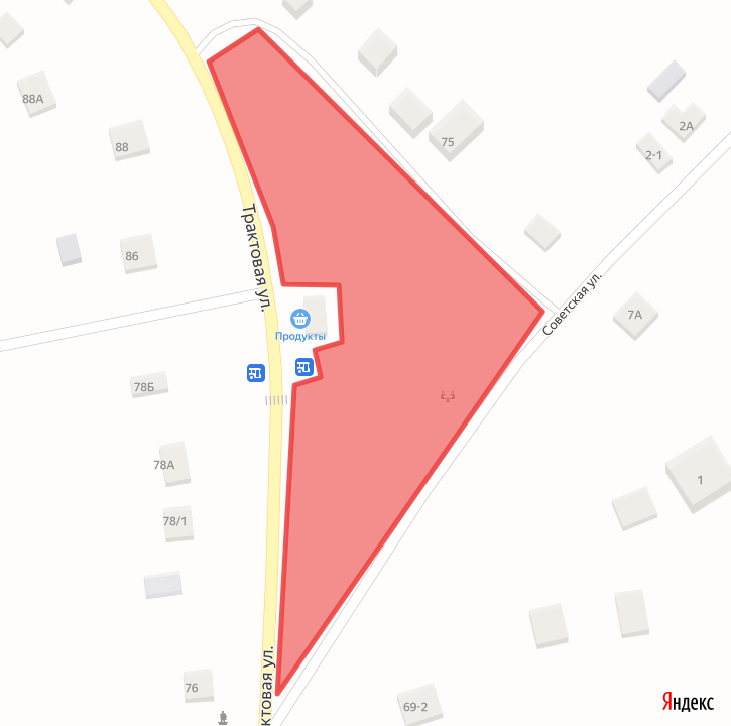 88А
75
2А
88
2-1
Трактовая ул.
86
Советская ул.
7А
Продукты
78Б
78А
1
78/1
ктовая ул.
76
69-2
Яндекс